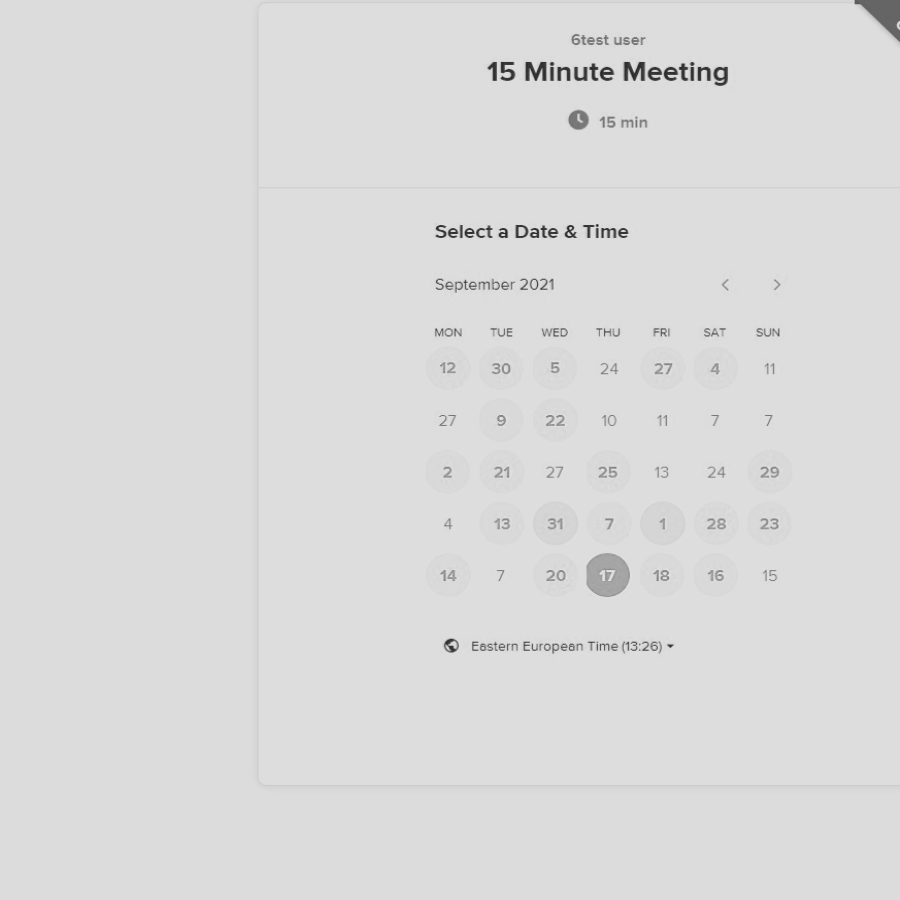 6test user
15 Minute Meeting
15 min
Select a Date & Time
September 2021
MON TUE WED THU FRI SAT SUN
12 30 5 24 27 4 11
27 9 22 10 11 7 7
2 21 27 25 13 24 29
4 13 31 7 1 28 23
14 7 20 17 18 16 15
Eastern European Time (13:26)